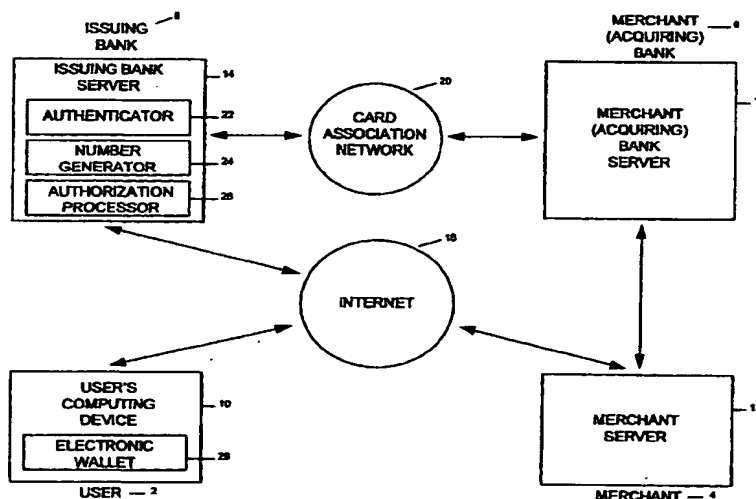 ISSUING
BANK
8
ISSUING BANK
SERVER
14
AUTHENTICATOR
22
NUMBER
GENERATOR
24
AUTHORIZATION
PROCESSOR
26
CARD
ASSOCIATION
NETWORK
20
MERCHANT
(ACQUIRING)
BANK
6
MERCHANT
(ACQUIRING)
BANK
SERVER
INTERNET
18
USER'S
COMPUTING
DEVICE
10
ELECTRONIC
WALLET
28
USER 2
MERCHANT
SERVER
MERCHANT 4